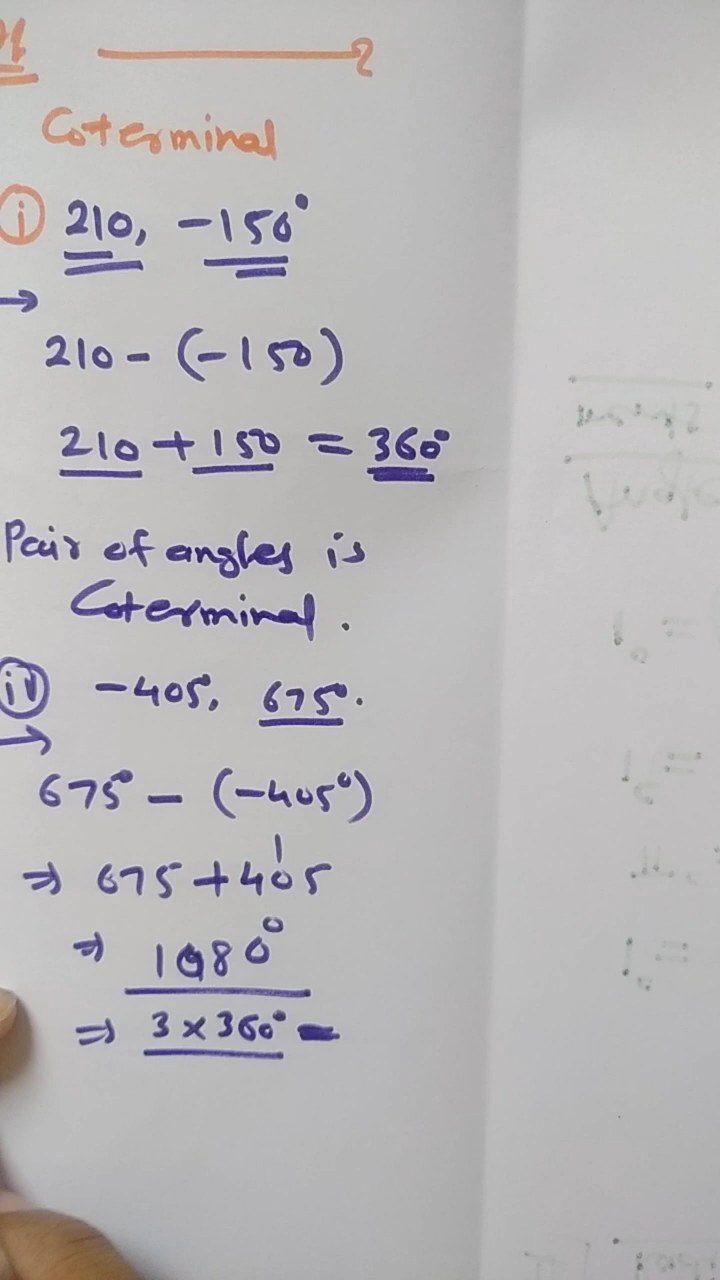 Coterminal
(i) 210, -150°
→
210 - (-150)
210 + 150 = 360°
Pair of angles is
Coterminal.
(iv) -405, 675°.
→
675° - (-405°)
⇒ 675 + 405
⇒ 1080°
⇒ 3 × 360°